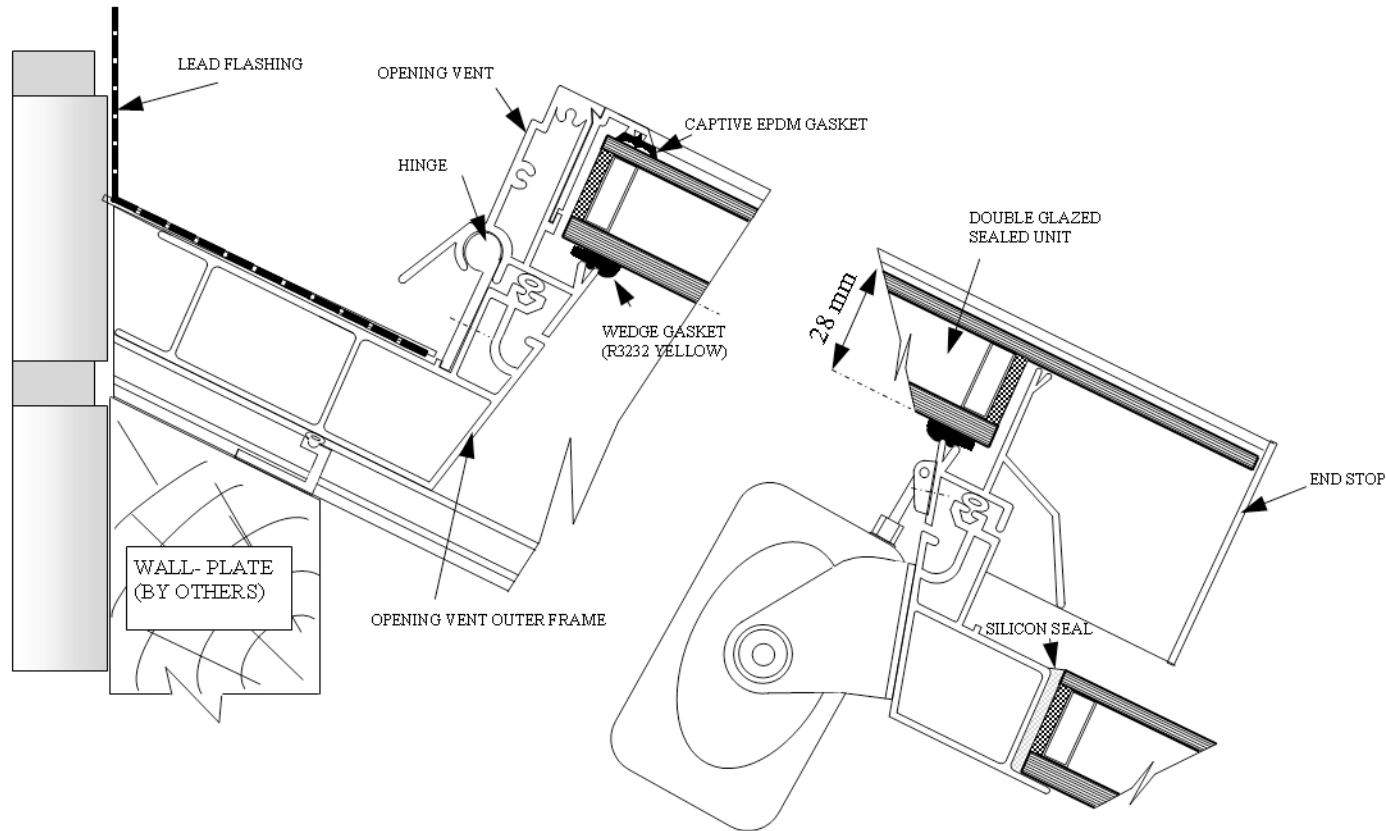 LEAD FLASHING
OPENING VENT
CAPTIVE EPDM GASKET
HINGE
DOUBLE GLAZED
SEALED UNIT
28 mm
WEDGE GASKET
(R3232 YELLOW)
END STOP
WALL- PLATE
(BY OTHERS)
OPENING VENT OUTER FRAME
SILICON SEAL